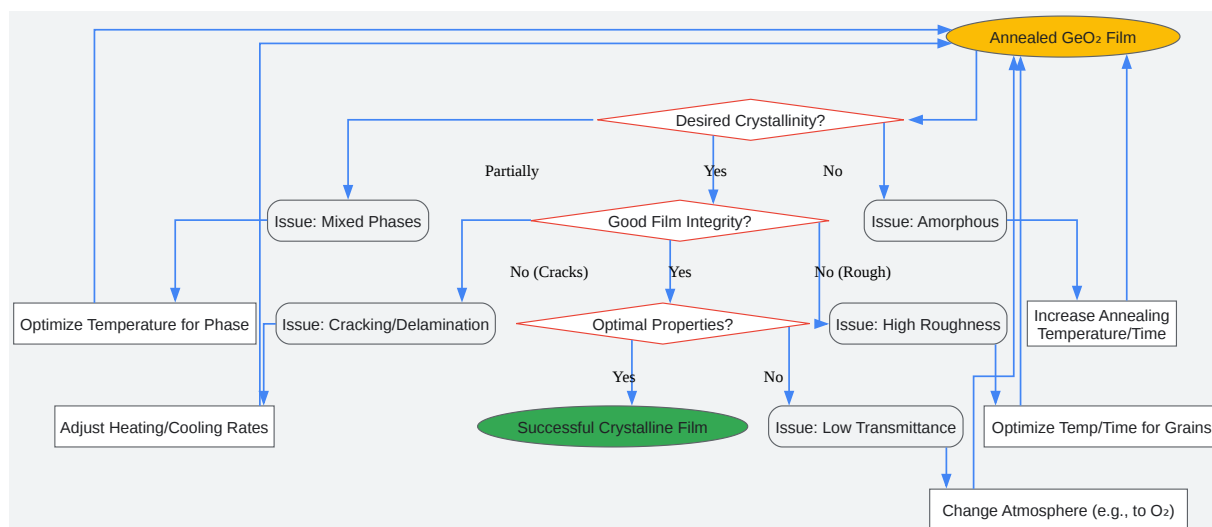 Annealed GeO₂ Film
Desired Crystallinity?
Partially
Yes
No
Issue: Mixed Phases
Good Film Integrity?
Issue: Amorphous
No (Cracks)
Yes
No (Rough)
Optimize Temperature for Phase
Issue: Cracking/Delamination
Optimal Properties?
Issue: High Roughness
Increase Annealing
Temperature/Time
Yes
No
Adjust Heating/Cooling Rates
Successful Crystalline Film
Issue: Low Transmittance
Optimize Temp/Time for Grains
Change Atmosphere (e.g., to O₂)